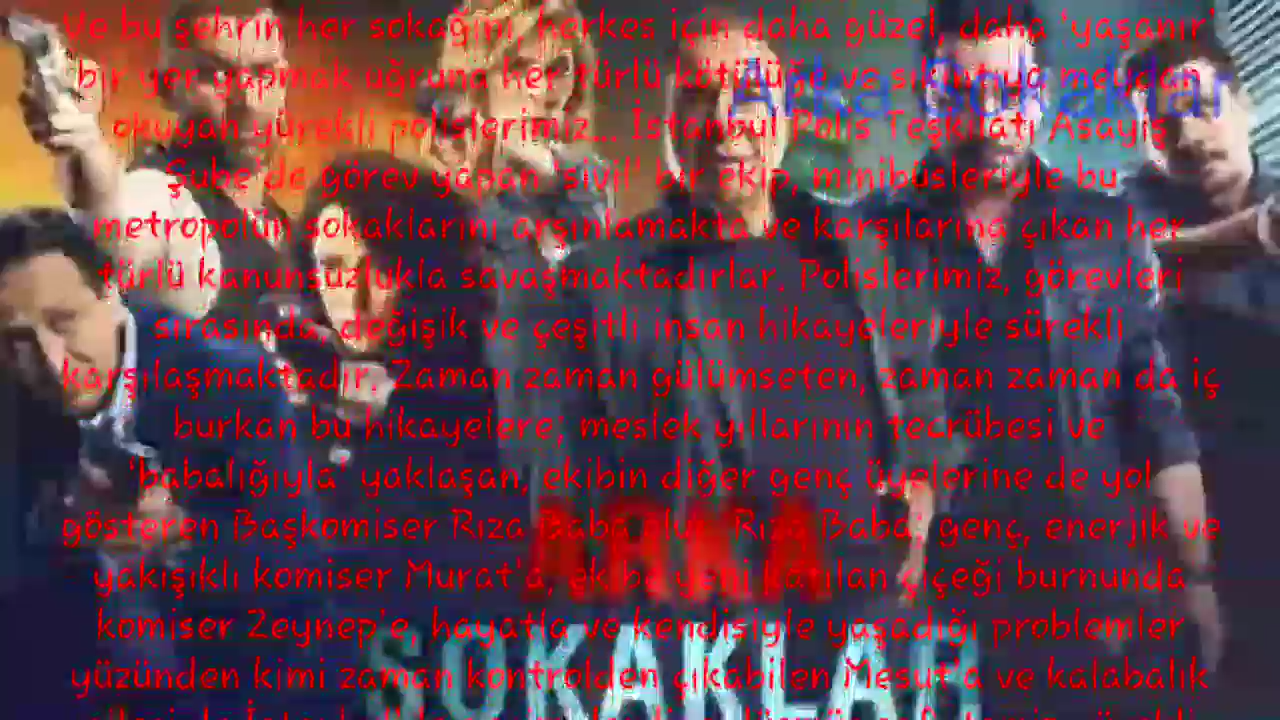 Ve bu şehrin her sokağını, herkes için daha güzel, daha 'yaşanır'
bir yer yapmak uğruna her türlü kötülüğe ve sıkıntıya meydan
Arka Sokaklar
okuyan yürekli polislerimiz... İstanbul Polis Teşkilatı Asayiş
Şube'de görev yapan 'sivil' bir ekip, minibüsleriyle bu
metropolün sokaklarını arşınlamakta ve karşılarına çıkan her
türlü kanunsuzlukla savaşmaktadırlar. Polislerimiz, görevleri
sırasında, değişik ve çeşitli insan hikayeleriyle sürekli
karşılaşmaktadır. Zaman zaman gülümseten, zaman zaman da iç
burkan bu hikayelere; meslek yıllarının tecrübesi ve
'babalığıyla' yaklaşan, ekibin diğer genç üyelerine de yol
gösteren Başkomiser Rıza Baba olur. Rıza Baba; genç, enerjik ve
ARKA
yakışıklı komiser Murat'a, ekibe yeni katılan çiçeği burnunda
komiser Zeynep'e, hayatla ve kendisiyle yaşadığı problemler
SOKAKLAR
yüzünden kimi zaman kontrolden çıkabilen Mesut'a ve kalabalık